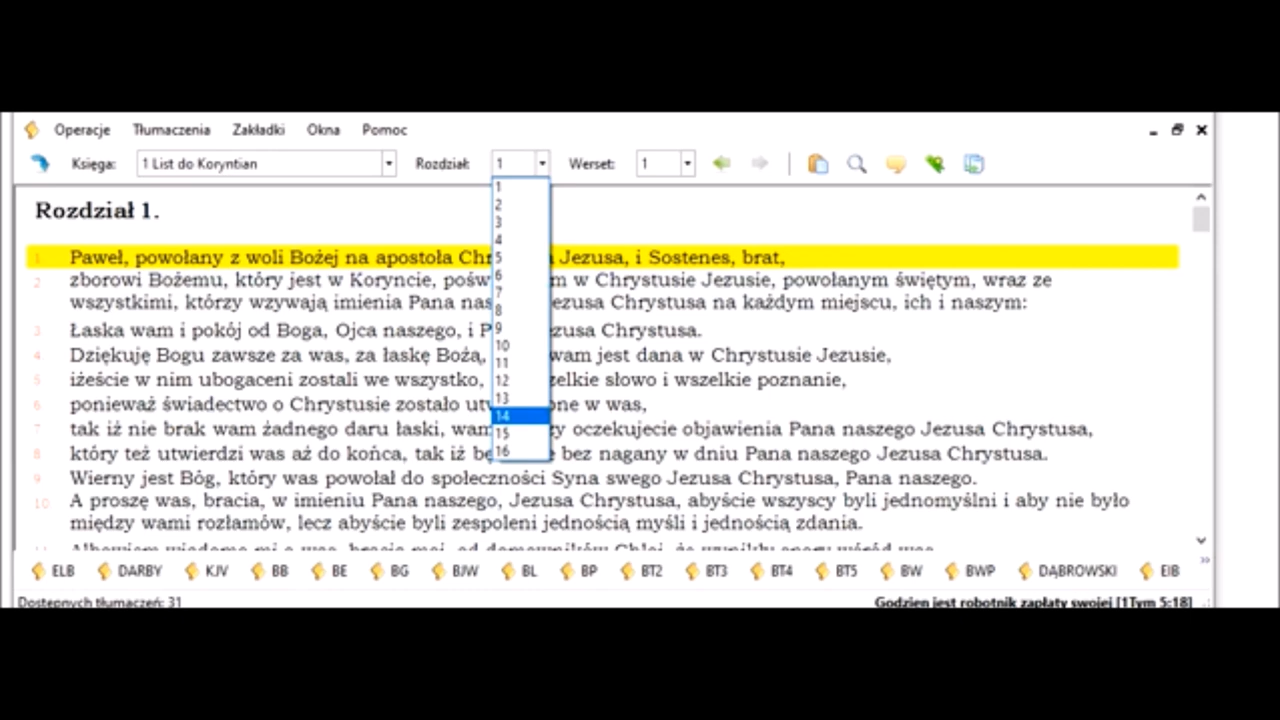 Operacje Tłumaczenia Zakładki Okna Pomoc
Księga: 1 List do Koryntian Rozdział: 1 Werset: 1
Rozdział 1.
1 Paweł, powołany z woli Bożej na apostoła Chr Jezusa, i Sostenes, brat,
2 zborowi Bożemu, który jest w Koryncie, pośw m w Chrystusie Jezusie, powołanym świętym, wraz ze
wszystkimi, którzy wzywają imienia Pana nas ezusa Chrystusa na każdym miejscu, ich i naszym:
3 Łaska wam i pokój od Boga, Ojca naszego, i P ezusa Chrystusa.
4 Dziękuję Bogu zawsze za was, za łaskę Bożą, wam jest dana w Chrystusie Jezusie,
5 iżeście w nim ubogaceni zostali we wszystko, zelkie słowo i wszelkie poznanie,
6 ponieważ świadectwo o Chrystusie zostało utw one w was,
7 tak iż nie brak wam żadnego daru łaski, wam zy oczekujecie objawienia Pana naszego Jezusa Chrystusa,
8 który też utwierdzi was aż do końca, tak iż bę e bez nagany w dniu Pana naszego Jezusa Chrystusa.
9 Wierny jest Bóg, który was powołał do społeczności Syna swego Jezusa Chrystusa, Pana naszego.
10 A proszę was, bracia, w imieniu Pana naszego, Jezusa Chrystusa, abyście wszyscy byli jednomyślni i aby nie było
między wami rozłamów, lecz abyście byli zespoleni jednością myśli i jednością zdania.
1
2
3
4
5
6
7
8
9
10
11
12
13
14
15
16
ELB DARBY KJV BB BE BG BJW BL BP BT2 BT3 BT4 BT5 BW BWP DĄBROWSKI EIB
Dostępnych tłumaczeń: 31 Godzien jest robotnik zapłaty swojej [1Tym 5:18]